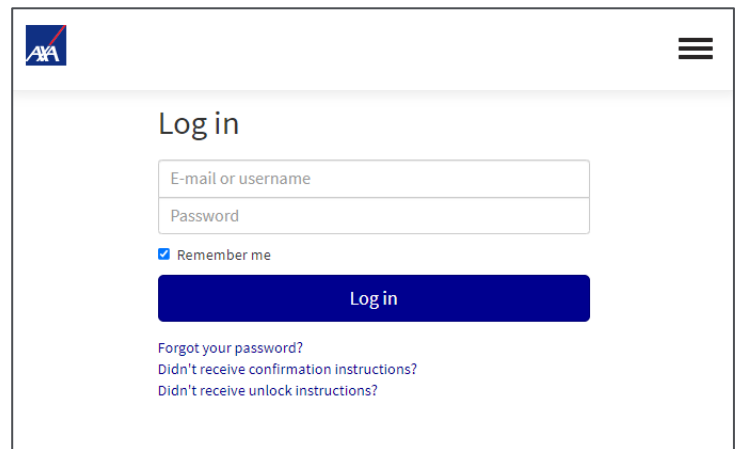 AXA
Log in
E-mail or username
Password
Remember me
Log in
Forgot your password?
Didn't receive confirmation instructions?
Didn't receive unlock instructions?